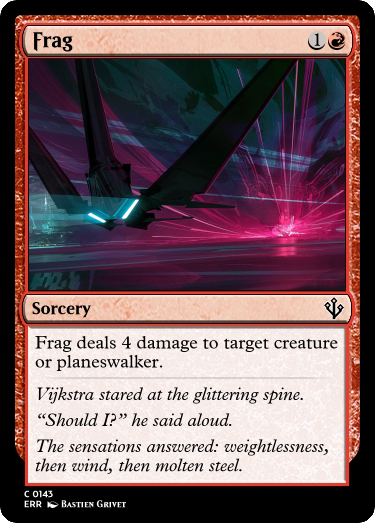 Frag 1
Sorcery
Frag deals 4 damage to target creature
or planeswalker.
Vijkstra stared at the glittering spine.
“Should I?” he said aloud.
The sensations answered: weightlessness,
then wind, then molten steel.
C 0143
ERR Bastien Grivet